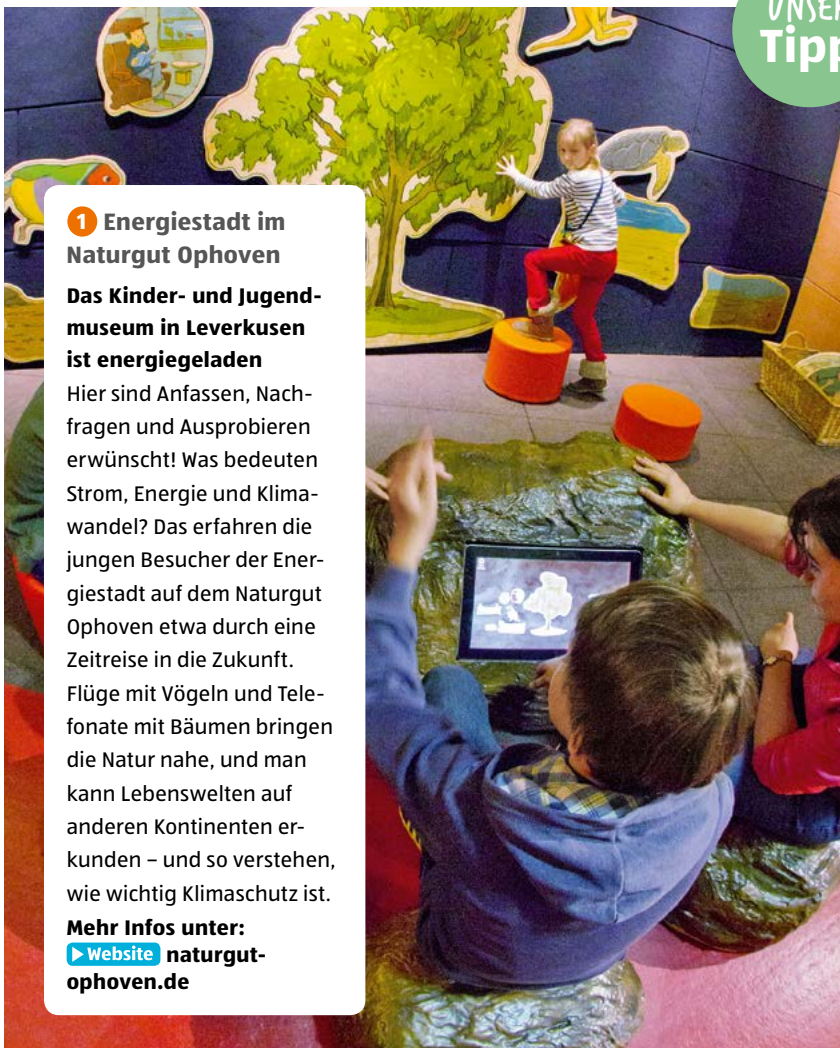 UNSER
Tipp
1 Energiestadt im
Naturgut Ophoven
Das Kinder- und Jugend-
museum in Leverkusen
ist energiegeladen
Hier sind Anfassen, Nach-
fragen und Ausprobieren
erwünscht! Was bedeuten
Strom, Energie und Klima-
wandel? Das erfahren die
jungen Besucher der Ener-
giestadt auf dem Naturgut
Ophoven etwa durch eine
Zeitreise in die Zukunft.
Flüge mit Vögeln und Tele-
fonate mit Bäumen bringen
die Natur nahe, und man
kann Lebenswelten auf
anderen Kontinenten er-
kunden – und so verstehen,
wie wichtig Klimaschutz ist.
Mehr Infos unter:
Website naturgut-
ophoven.de